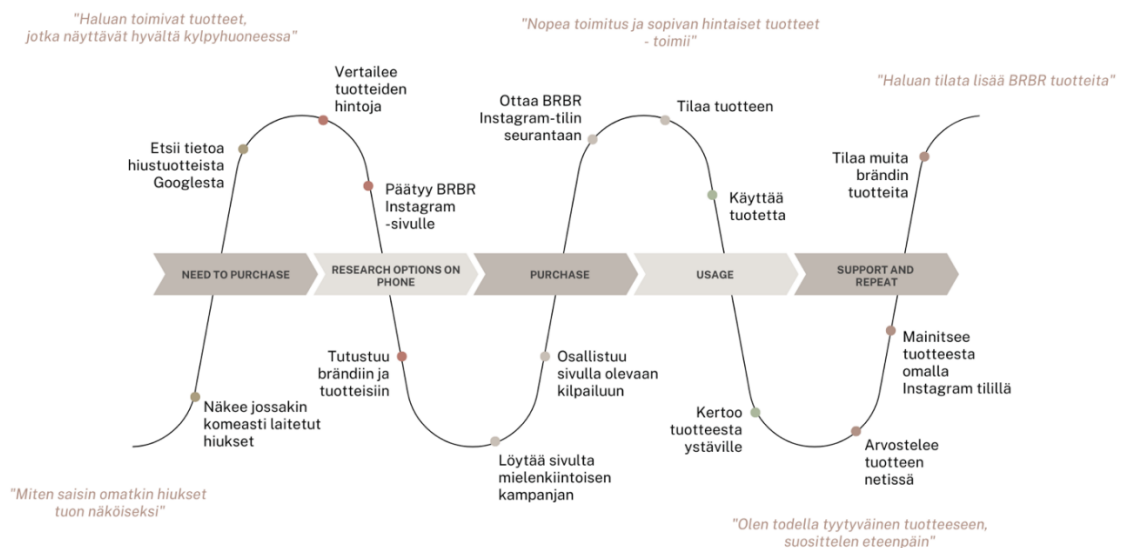 "Haluan toimivat tuotteet,
jotka näyttävät hyvältä kylpyhuoneessa"
"Nopea toimitus ja sopivan hintaiset tuotteet
- toimii"
"Haluan tilata lisää BRBR tuotteita"
Vertailee
tuotteiden
hintoja
Etsii tietoa
hiustuotteista
Googlesta
Päätyy BRBR
Instagram
-sivulle
Ottaa BRBR
Instagram-tilin
seurantaan
Tilaa tuotteen
Käyttää
tuotetta
Tilaa muita
brändin
tuotteita
NEED TO PURCHASE
RESEARCH OPTIONS ON
PHONE
PURCHASE
USAGE
SUPPORT AND
REPEAT
Näkee jossakin
komeasti laitetut
hiukset
Tutustuu
brändiin ja
tuotteisiin
Löytää sivulta
mielenkiintoisen
kampanjan
Osallistuu
sivulla olevaan
kilpailuun
Kertoo
tuotteesta
ystäville
Mainitsee
tuotteesta
omalla
Instagram tilillä
Arvostelee
tuotteen
netissä
"Miten saisin omatkin hiukset
tuon näköiseksi"
"Olen todella tyytyväinen tuotteeseen,
suosittelen eteenpäin"